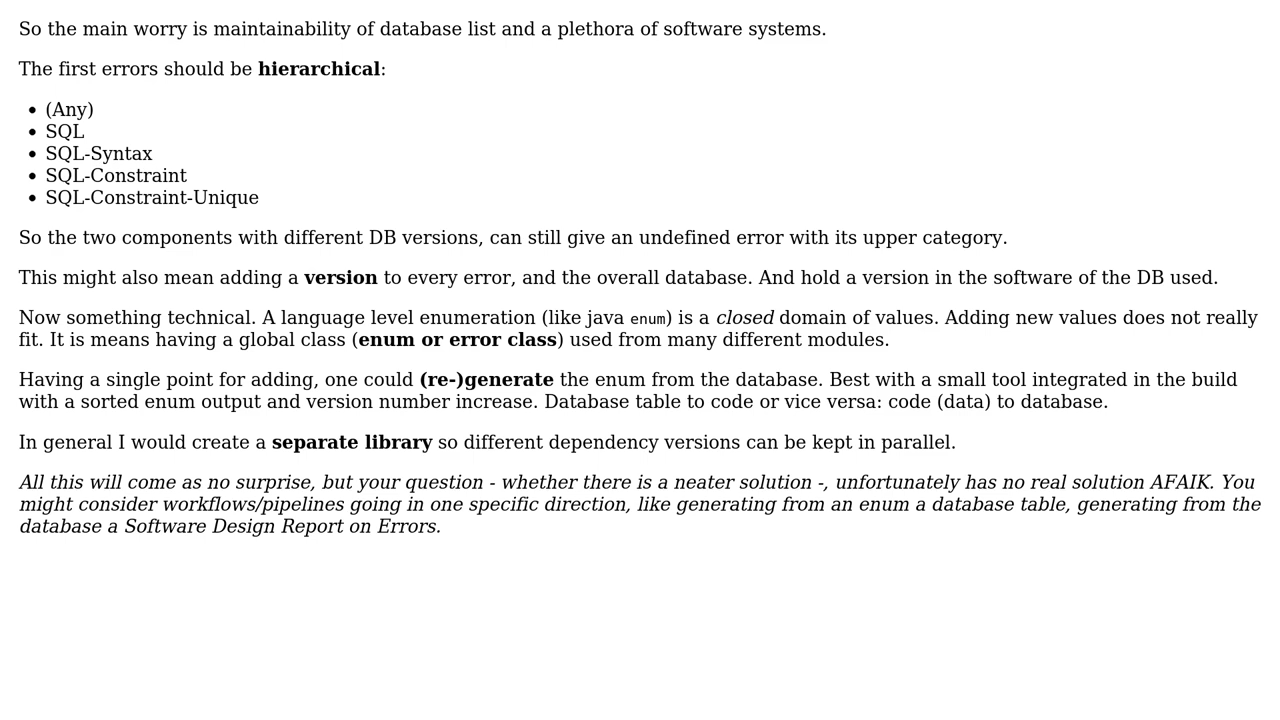 So the main worry is maintainability of database list and a plethora of software systems.
The first errors should be hierarchical:
• (Any)
• SQL
• SQL-Syntax
• SQL-Constraint
• SQL-Constraint-Unique
So the two components with different DB versions, can still give an undefined error with its upper category.
This might also mean adding a version to every error, and the overall database. And hold a version in the software of the DB used.
Now something technical. A language level enumeration (like java enum) is a closed domain of values. Adding new values does not really
fit. It is means having a global class (enum or error class) used from many different modules.
Having a single point for adding, one could (re-)generate the enum from the database. Best with a small tool integrated in the build
with a sorted enum output and version number increase. Database table to code or vice versa: code (data) to database.
In general I would create a separate library so different dependency versions can be kept in parallel.
All this will come as no surprise, but your question - whether there is a neater solution -, unfortunately has no real solution AFAIK. You
might consider workflows/pipelines going in one specific direction, like generating from an enum a database table, generating from the
database a Software Design Report on Errors.